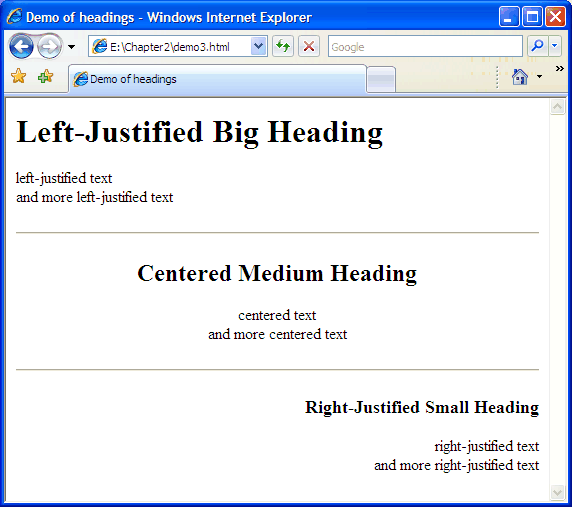 Demo of headings - Windows Internet Explorer
E:\Chapter2\demo3.html
Google
Demo of headings
Left-Justified Big Heading
left-justified text
and more left-justified text
Centered Medium Heading
centered text
and more centered text
Right-Justified Small Heading
right-justified text
and more right-justified text